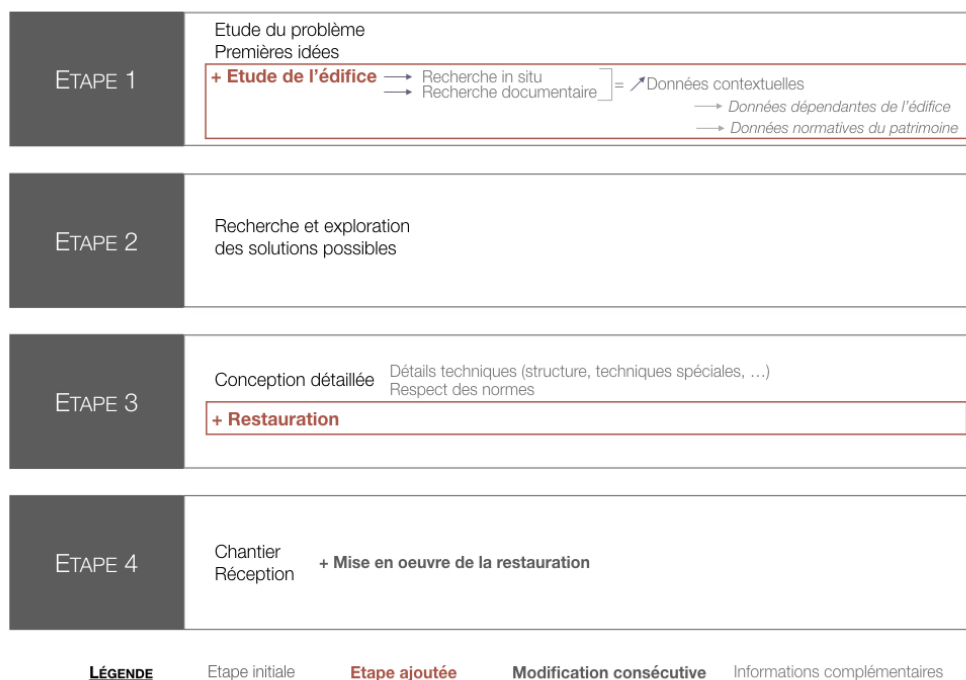 ETAPE 1
Etude du problème
Premières idées
+ Etude de l'édifice → Recherche in situ
→ Recherche documentaire = ↗Données contextuelles
→ Données dépendantes de l'édifice
→ Données normatives du patrimoine
ETAPE 2
Recherche et exploration
des solutions possibles
ETAPE 3
Conception détaillée
Détails techniques (structure, techniques spéciales, ...)
Respect des normes
+ Restauration
ETAPE 4
Chantier
Réception
+ Mise en oeuvre de la restauration
LÉGENDE Etape initiale Etape ajoutée Modification consécutive Informations complémentaires